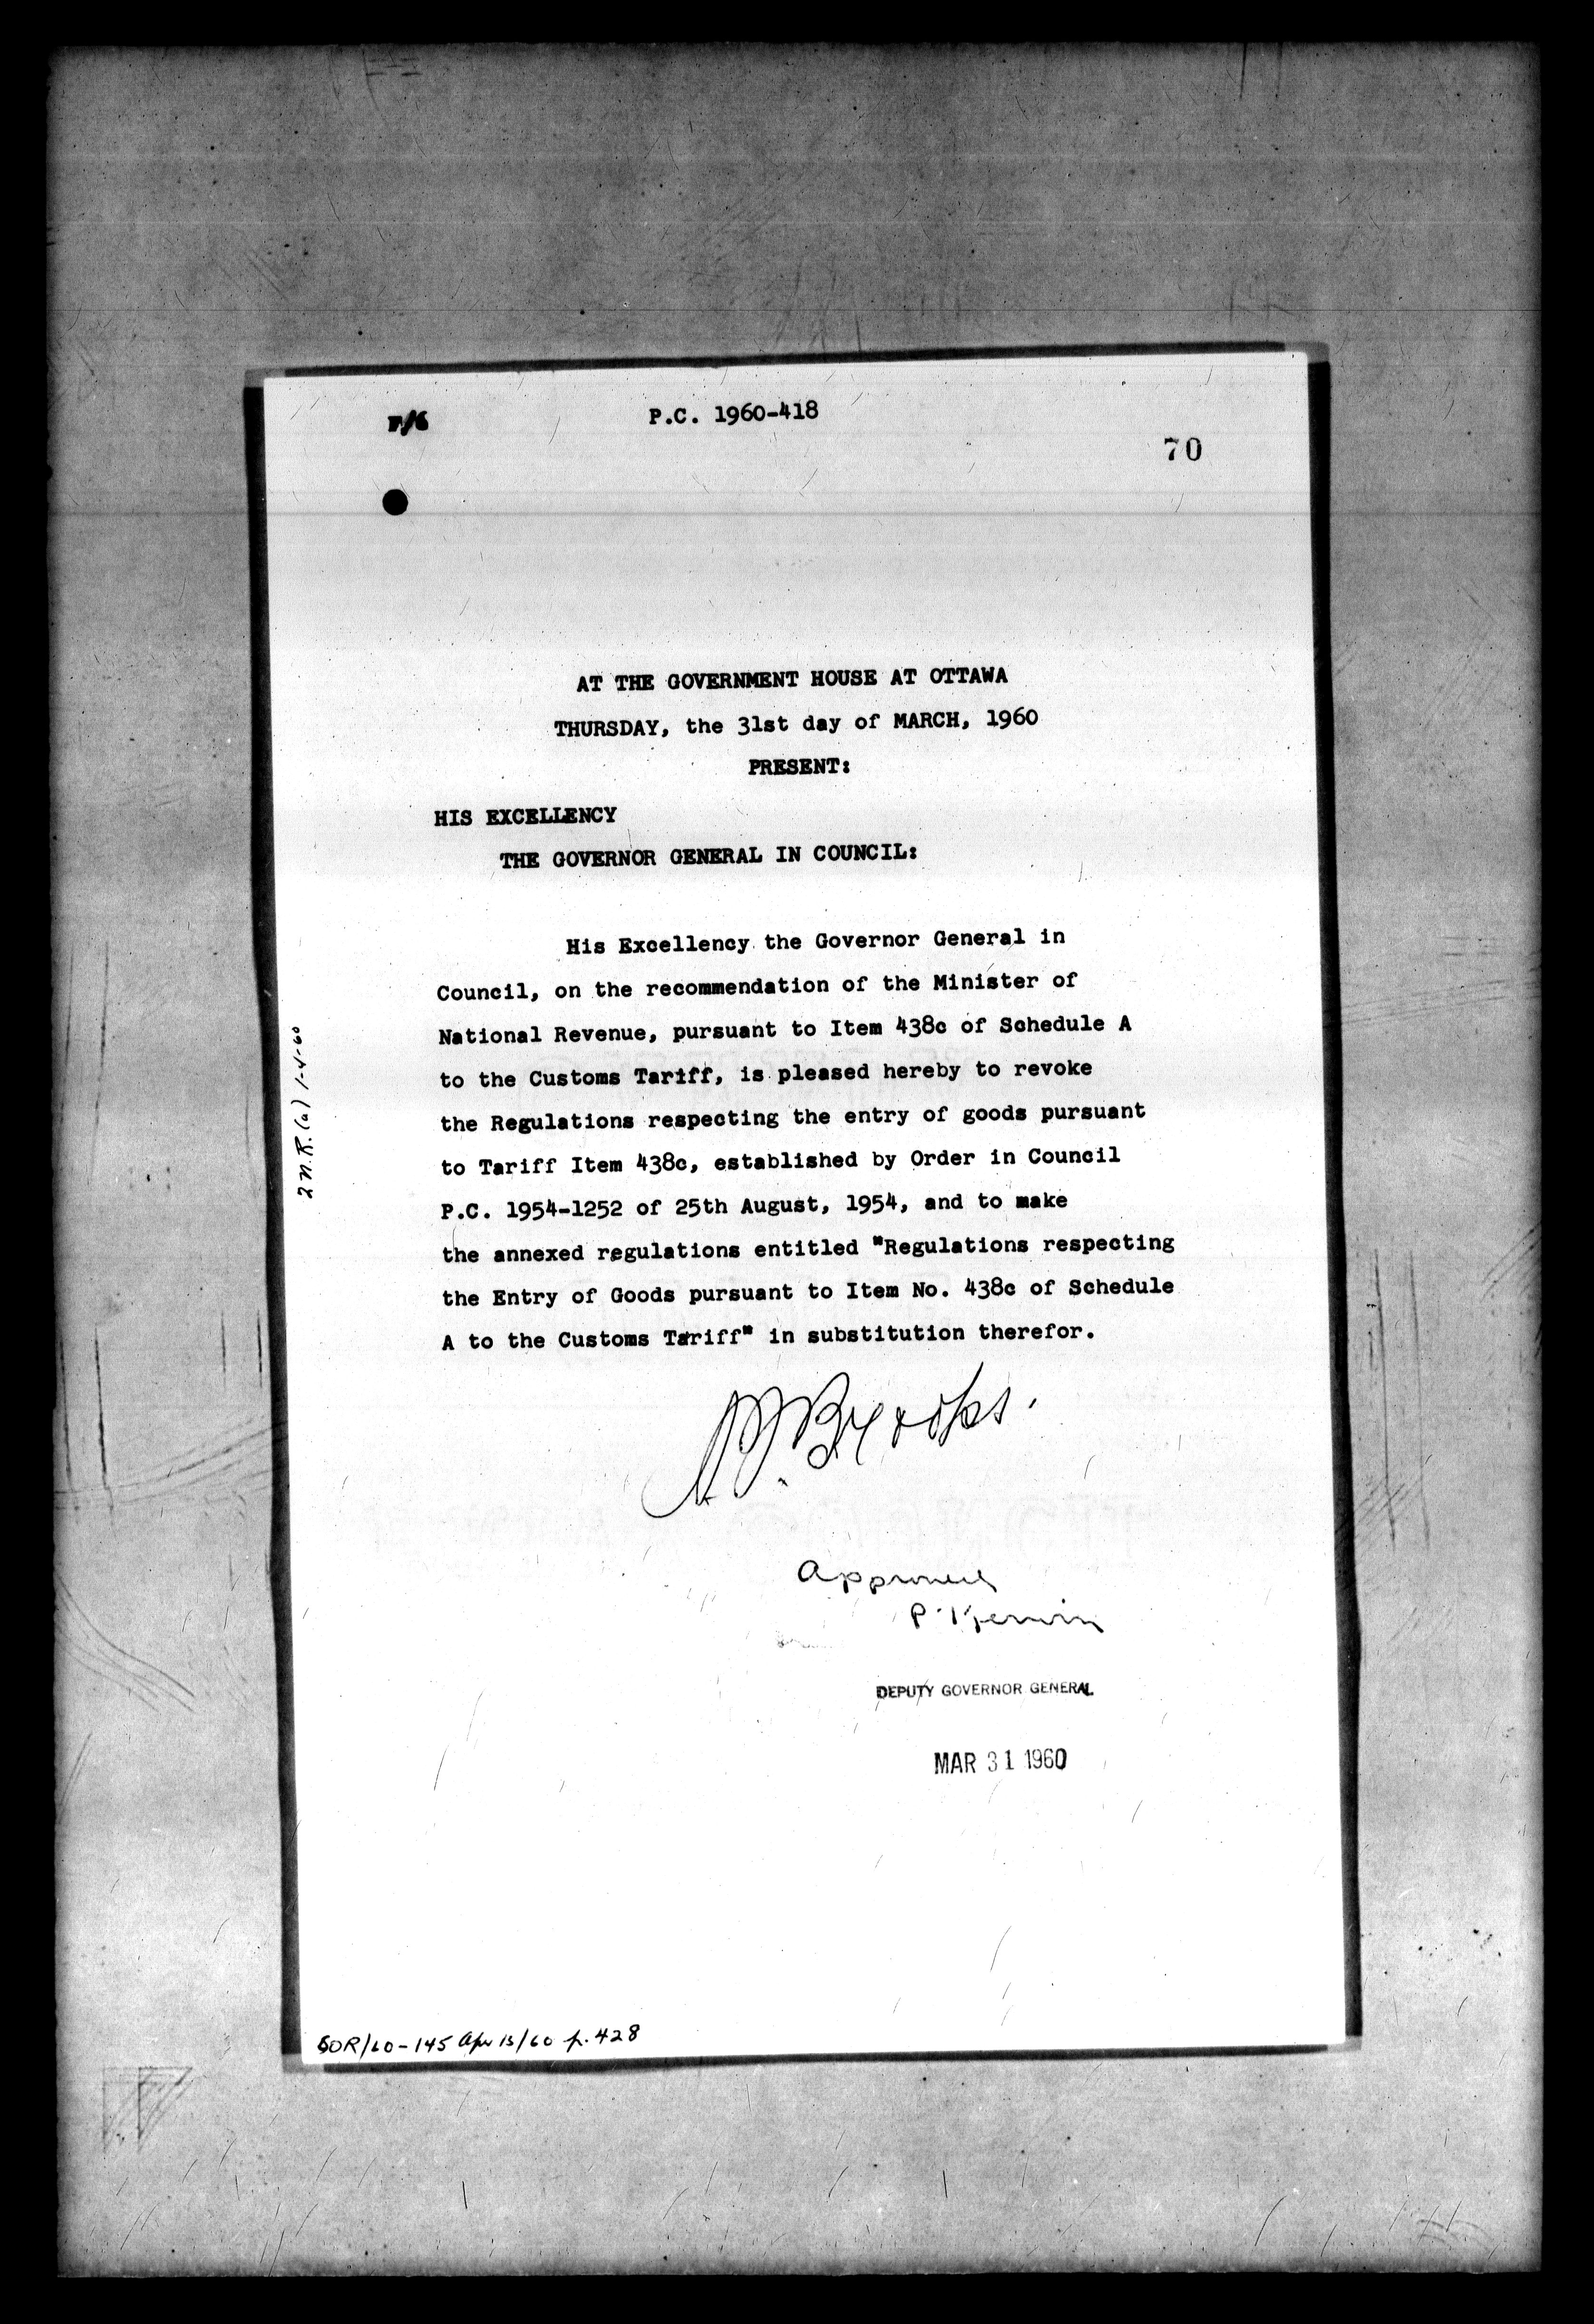 P.C. 1960-418
70
AT THE GOVERNMENT HOUSE AT OTTAWA
THURSDAY, the 31st day of MARCH, 1960
PRESENT:
HIS EXCELLENCY
THE GOVERNOR GENERAL IN COUNCIL:
His Excellency the Governor General in
Council, on the recommendation of the Minister of
National Revenue, pursuant to Item 438c of Schedule A
to the Customs Tariff, is pleased hereby to revoke
the Regulations respecting the entry of goods pursuant
to Tariff Item 438c, established by Order in Council
P.C. 1954-1252 of 25th August, 1954, and to make
the annexed regulations entitled "Regulations respecting
the Entry of Goods pursuant to Item No. 438c of Schedule
A to the Customs Tariff" in substitution therefor.
Brooks.
Approved
P. Kerwin
DEPUTY GOVERNOR GENERAL
MAR 31 1960
2 N.R.(a) 1-4-60
SOR/60-145 Apr 13/60 p. 428